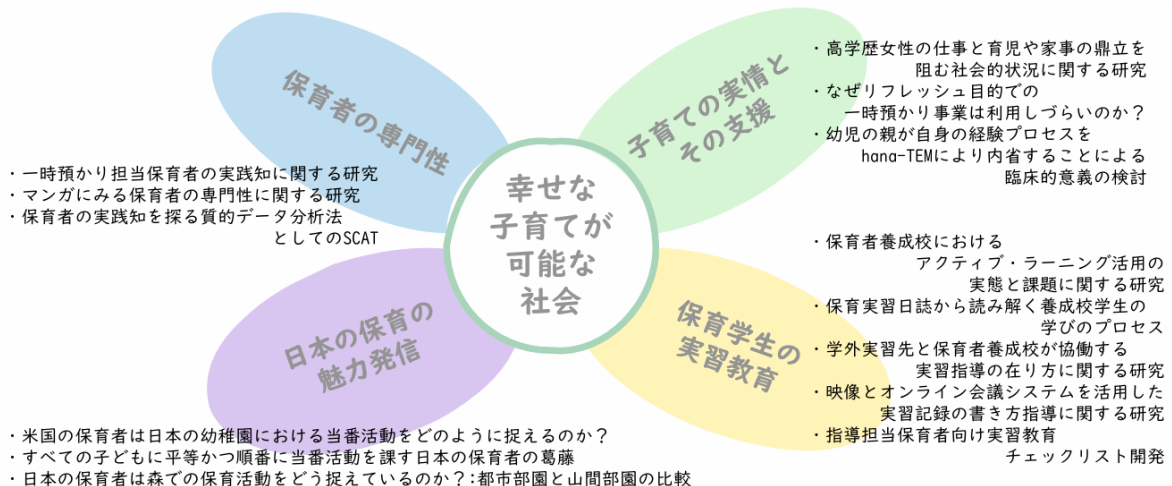 保育者の専門性
・一時預かり担当保育者の実践知に関する研究
・マンガにみる保育者の専門性に関する研究
・保育者の実践知を探る質的データ分析法
としてのSCAT
子育ての実情と
その支援
・高学歴女性の仕事と育児や家事の鼎立を
阻む社会的状況に関する研究
・なぜリフレッシュ目的での
一時預かり事業は利用しづらいのか？
・幼児の親が自身の経験プロセスを
hana-TEMにより内省することによる
臨床的意義の検討
幸せな
子育てが
可能な
社会
日本の保育の
魅力発信
・米国の保育者は日本の幼稚園における当番活動をどのように捉えるのか？
・すべての子どもに平等かつ順番に当番活動を課す日本の保育者の葛藤
・日本の保育者は森での保育活動をどう捉えているのか？：都市部園と山間部園の比較
保育学生の
実習教育
・保育者養成校における
アクティブ・ラーニング活用の
実態と課題に関する研究
・保育実習日誌から読み解く養成校学生の
学びのプロセス
・学外実習先と保育者養成校が協働する
実習指導の在り方に関する研究
・映像とオンライン会議システムを活用した
実習記録の書き方指導に関する研究
・指導担当保育者向け実習教育
チェックリスト開発